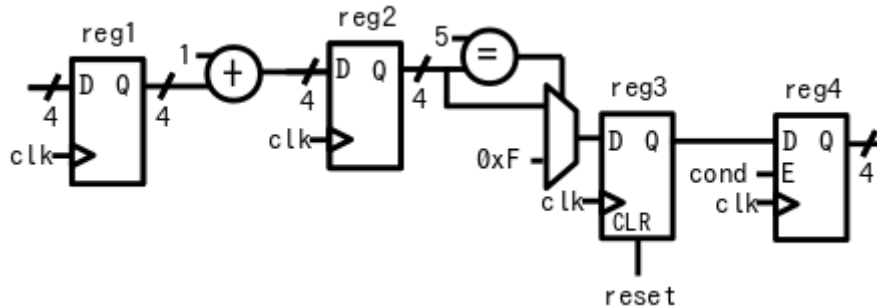 reg1
D Q
4
4
clk
1
+
4
reg2
D Q
4
clk
5
=
0xF
reg3
D Q
clk
CLR
reset
reg4
D Q
cond
E
clk
4